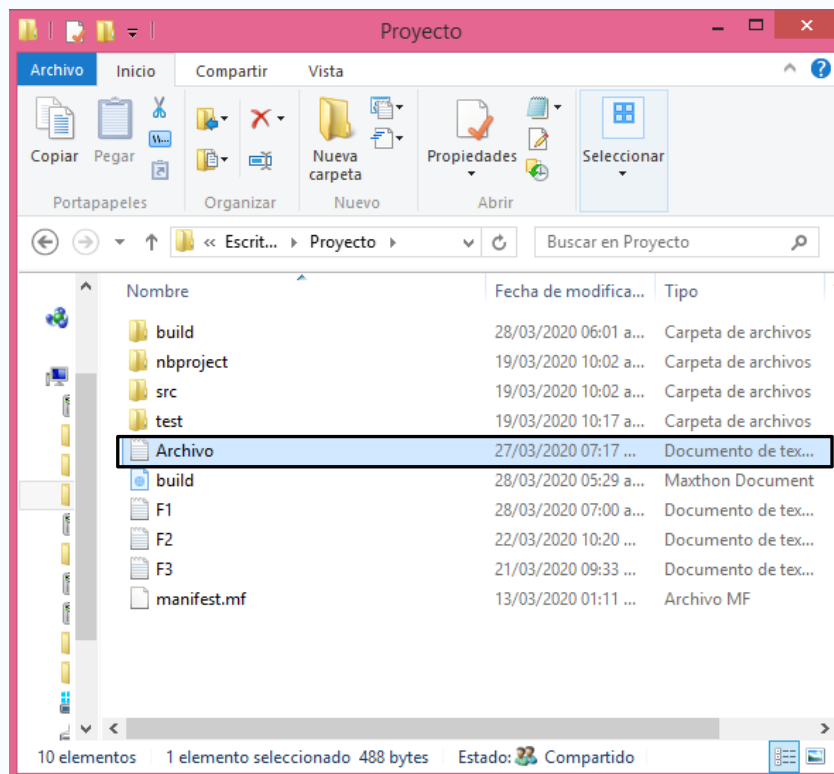 Proyecto
Archivo Inicio Compartir Vista
Copiar Pegar Nueva carpeta Propiedades Seleccionar
Portapapeles Organizar Nuevo Abrir
« Escrit... Proyecto Buscar en Proyecto
Nombre Fecha de modifica... Tipo
build 28/03/2020 06:01 a... Carpeta de archivos
nbproject 19/03/2020 10:02 a... Carpeta de archivos
src 19/03/2020 10:02 a... Carpeta de archivos
test 19/03/2020 10:17 a... Carpeta de archivos
Archivo 27/03/2020 07:17 ... Documento de tex...
build 28/03/2020 05:29 a... Maxthon Document
F1 28/03/2020 07:00 a... Documento de tex...
F2 22/03/2020 10:20 ... Documento de tex...
F3 21/03/2020 09:33 ... Documento de tex...
manifest.mf 13/03/2020 01:11 ... Archivo MF
10 elementos 1 elemento seleccionado 488 bytes Estado: Compartido